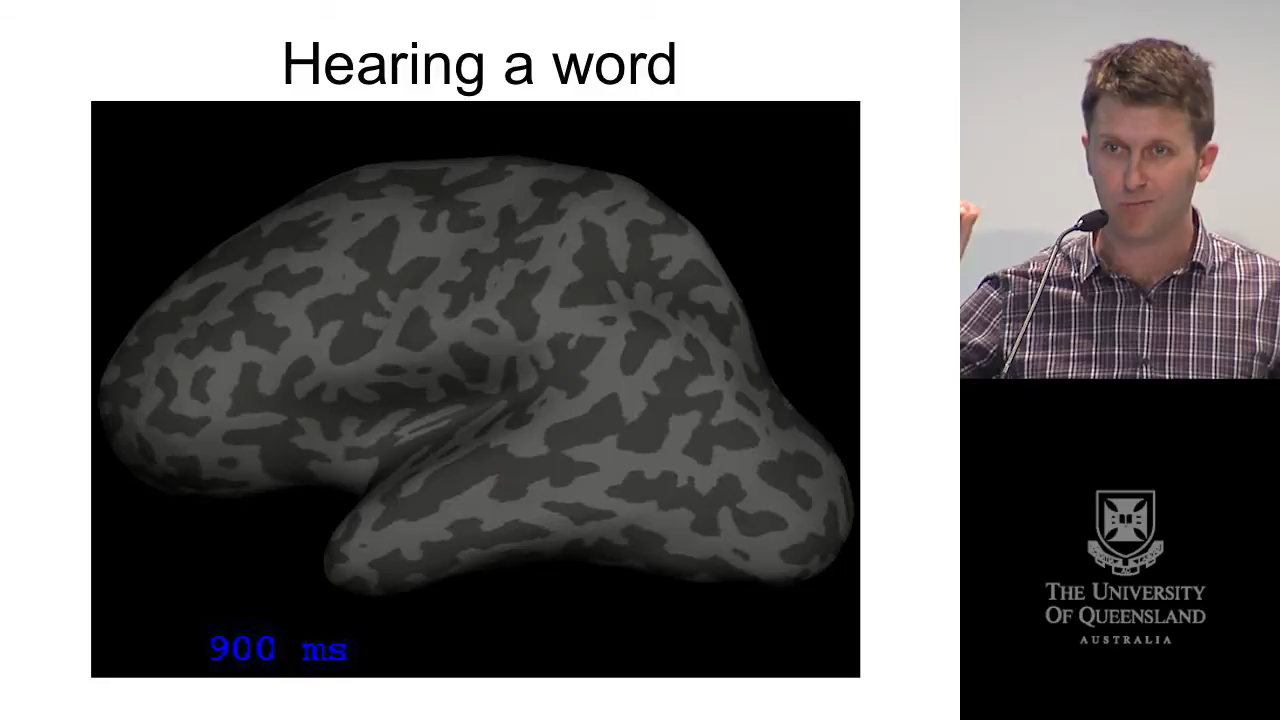 Hearing a word
900 ms
THE UNIVERSITY
OF QUEENSLAND
AUSTRALIA